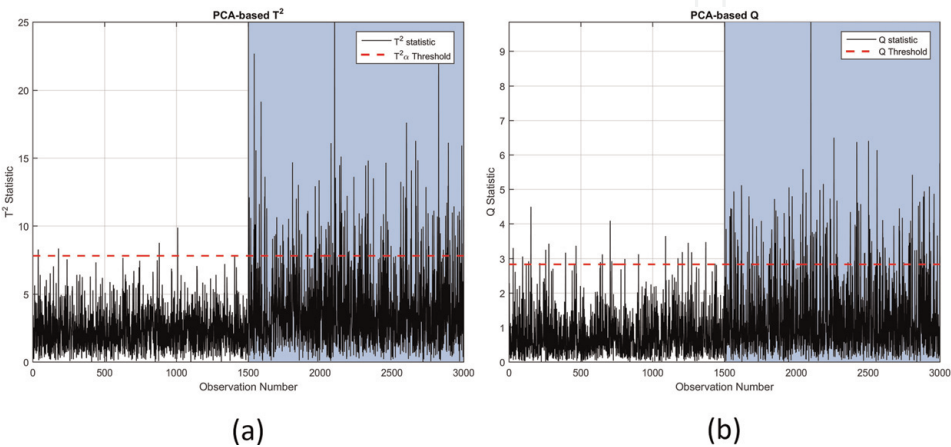 PCA-based T²
25
20
15
10
5
0
T² Statistic
T² statistic
T²α Threshold
0 500 1000 1500 2000 2500 3000
Observation Number
(a)
PCA-based Q
9
8
7
6
5
4
3
2
1
0
Q Statistic
Q statistic
Q Threshold
0 500 1000 1500 2000 2500 3000
Observation Number
(b)